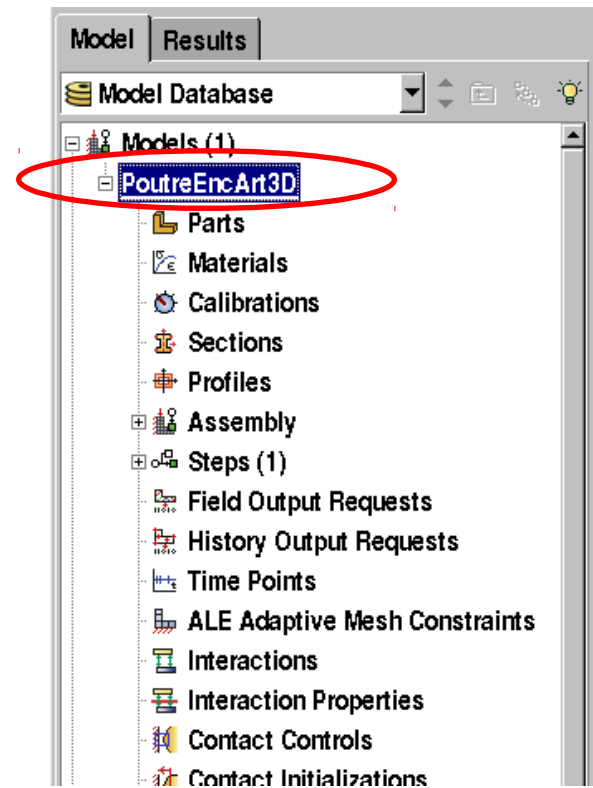 Model Results
Model Database
Models (1)
PoutreEncArt3D
Parts
Materials
Calibrations
Sections
Profiles
Assembly
Steps (1)
Field Output Requests
History Output Requests
Time Points
ALE Adaptive Mesh Constraints
Interactions
Interaction Properties
Contact Controls
Contact Initializations